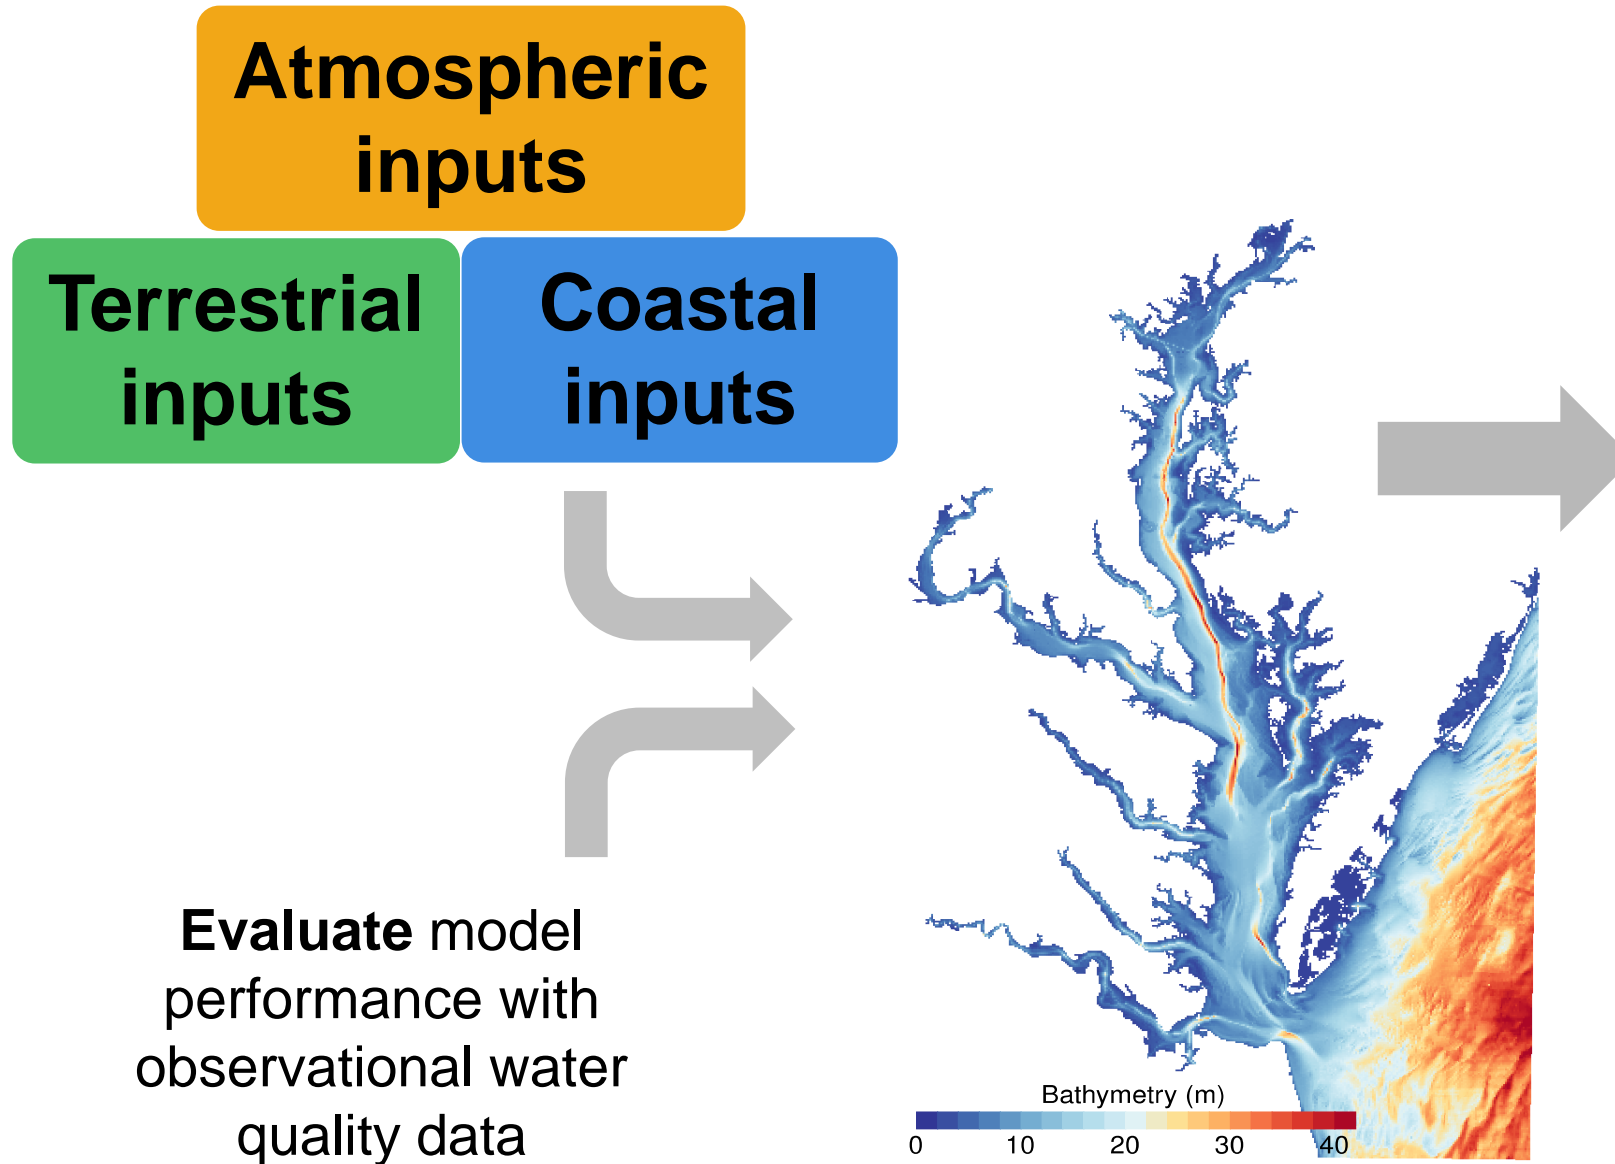 Atmospheric
inputs
Terrestrial
inputs
Coastal
inputs
Evaluate model
performance with
observational water
quality data
Bathymetry (m)
0 10 20 30 40